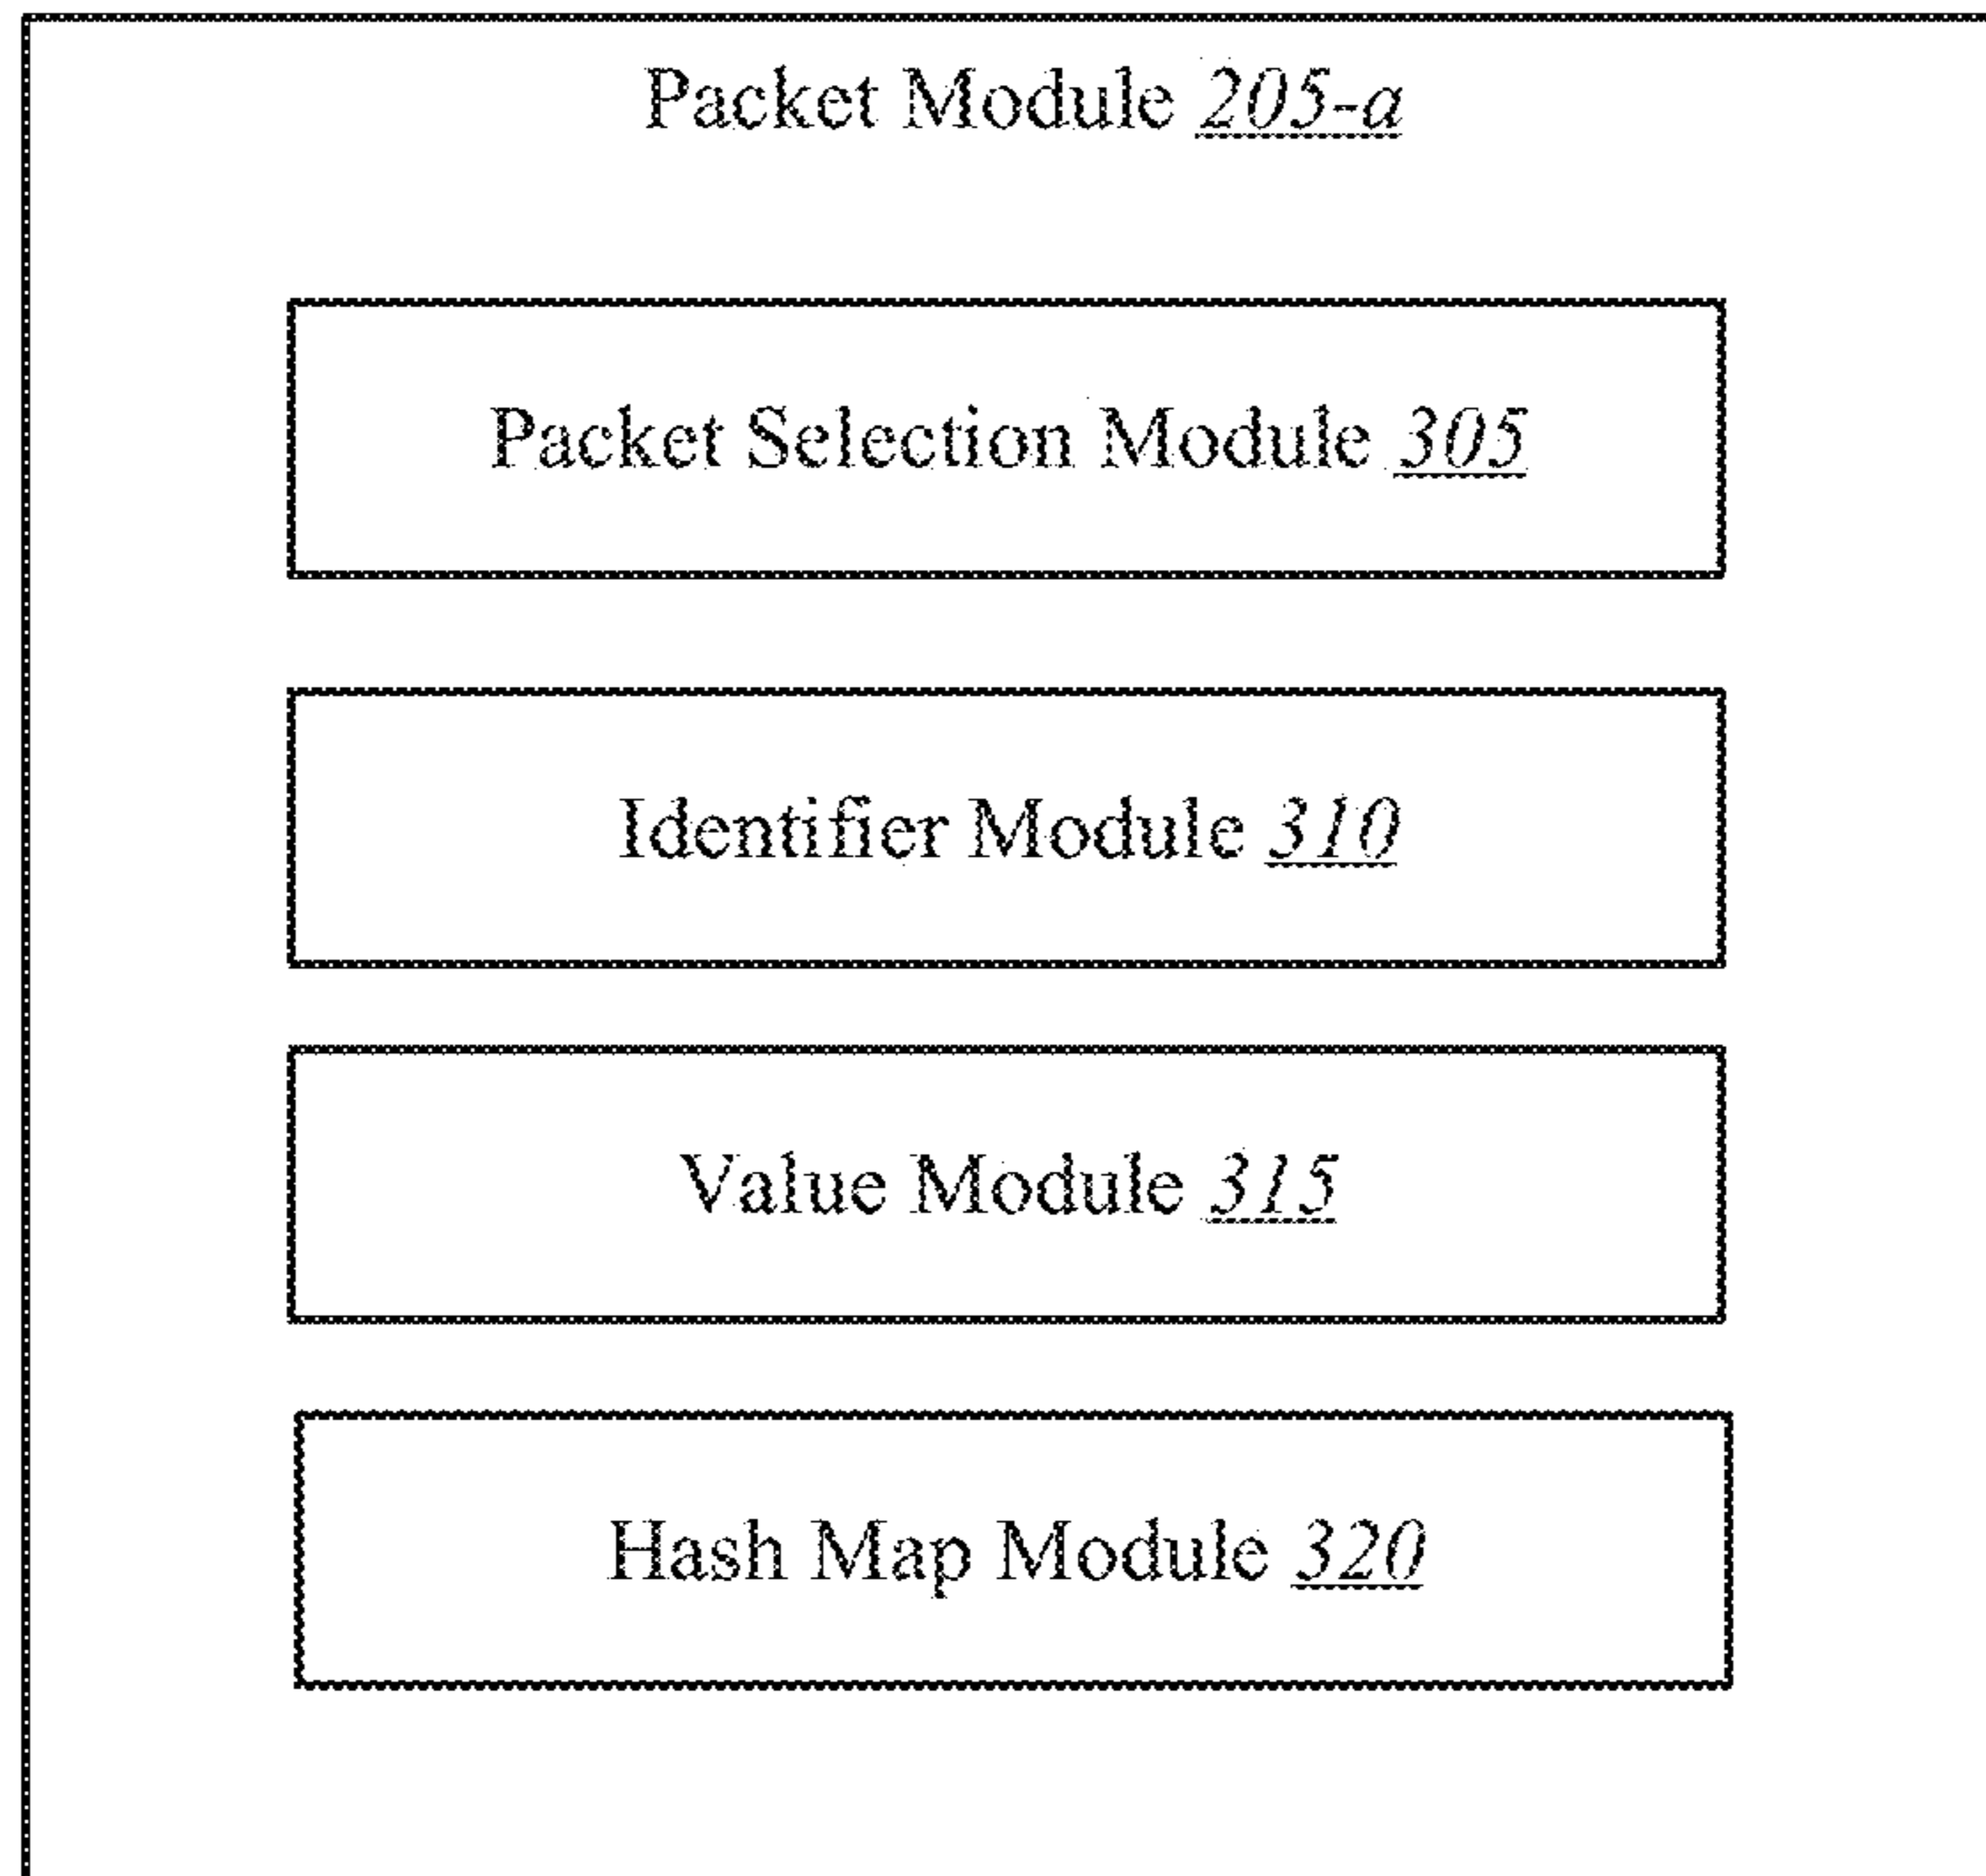 Packet Module 205-a
Packet Selection Module 305
Identifier Module 310
Value Module 315
Hash Map Module 320